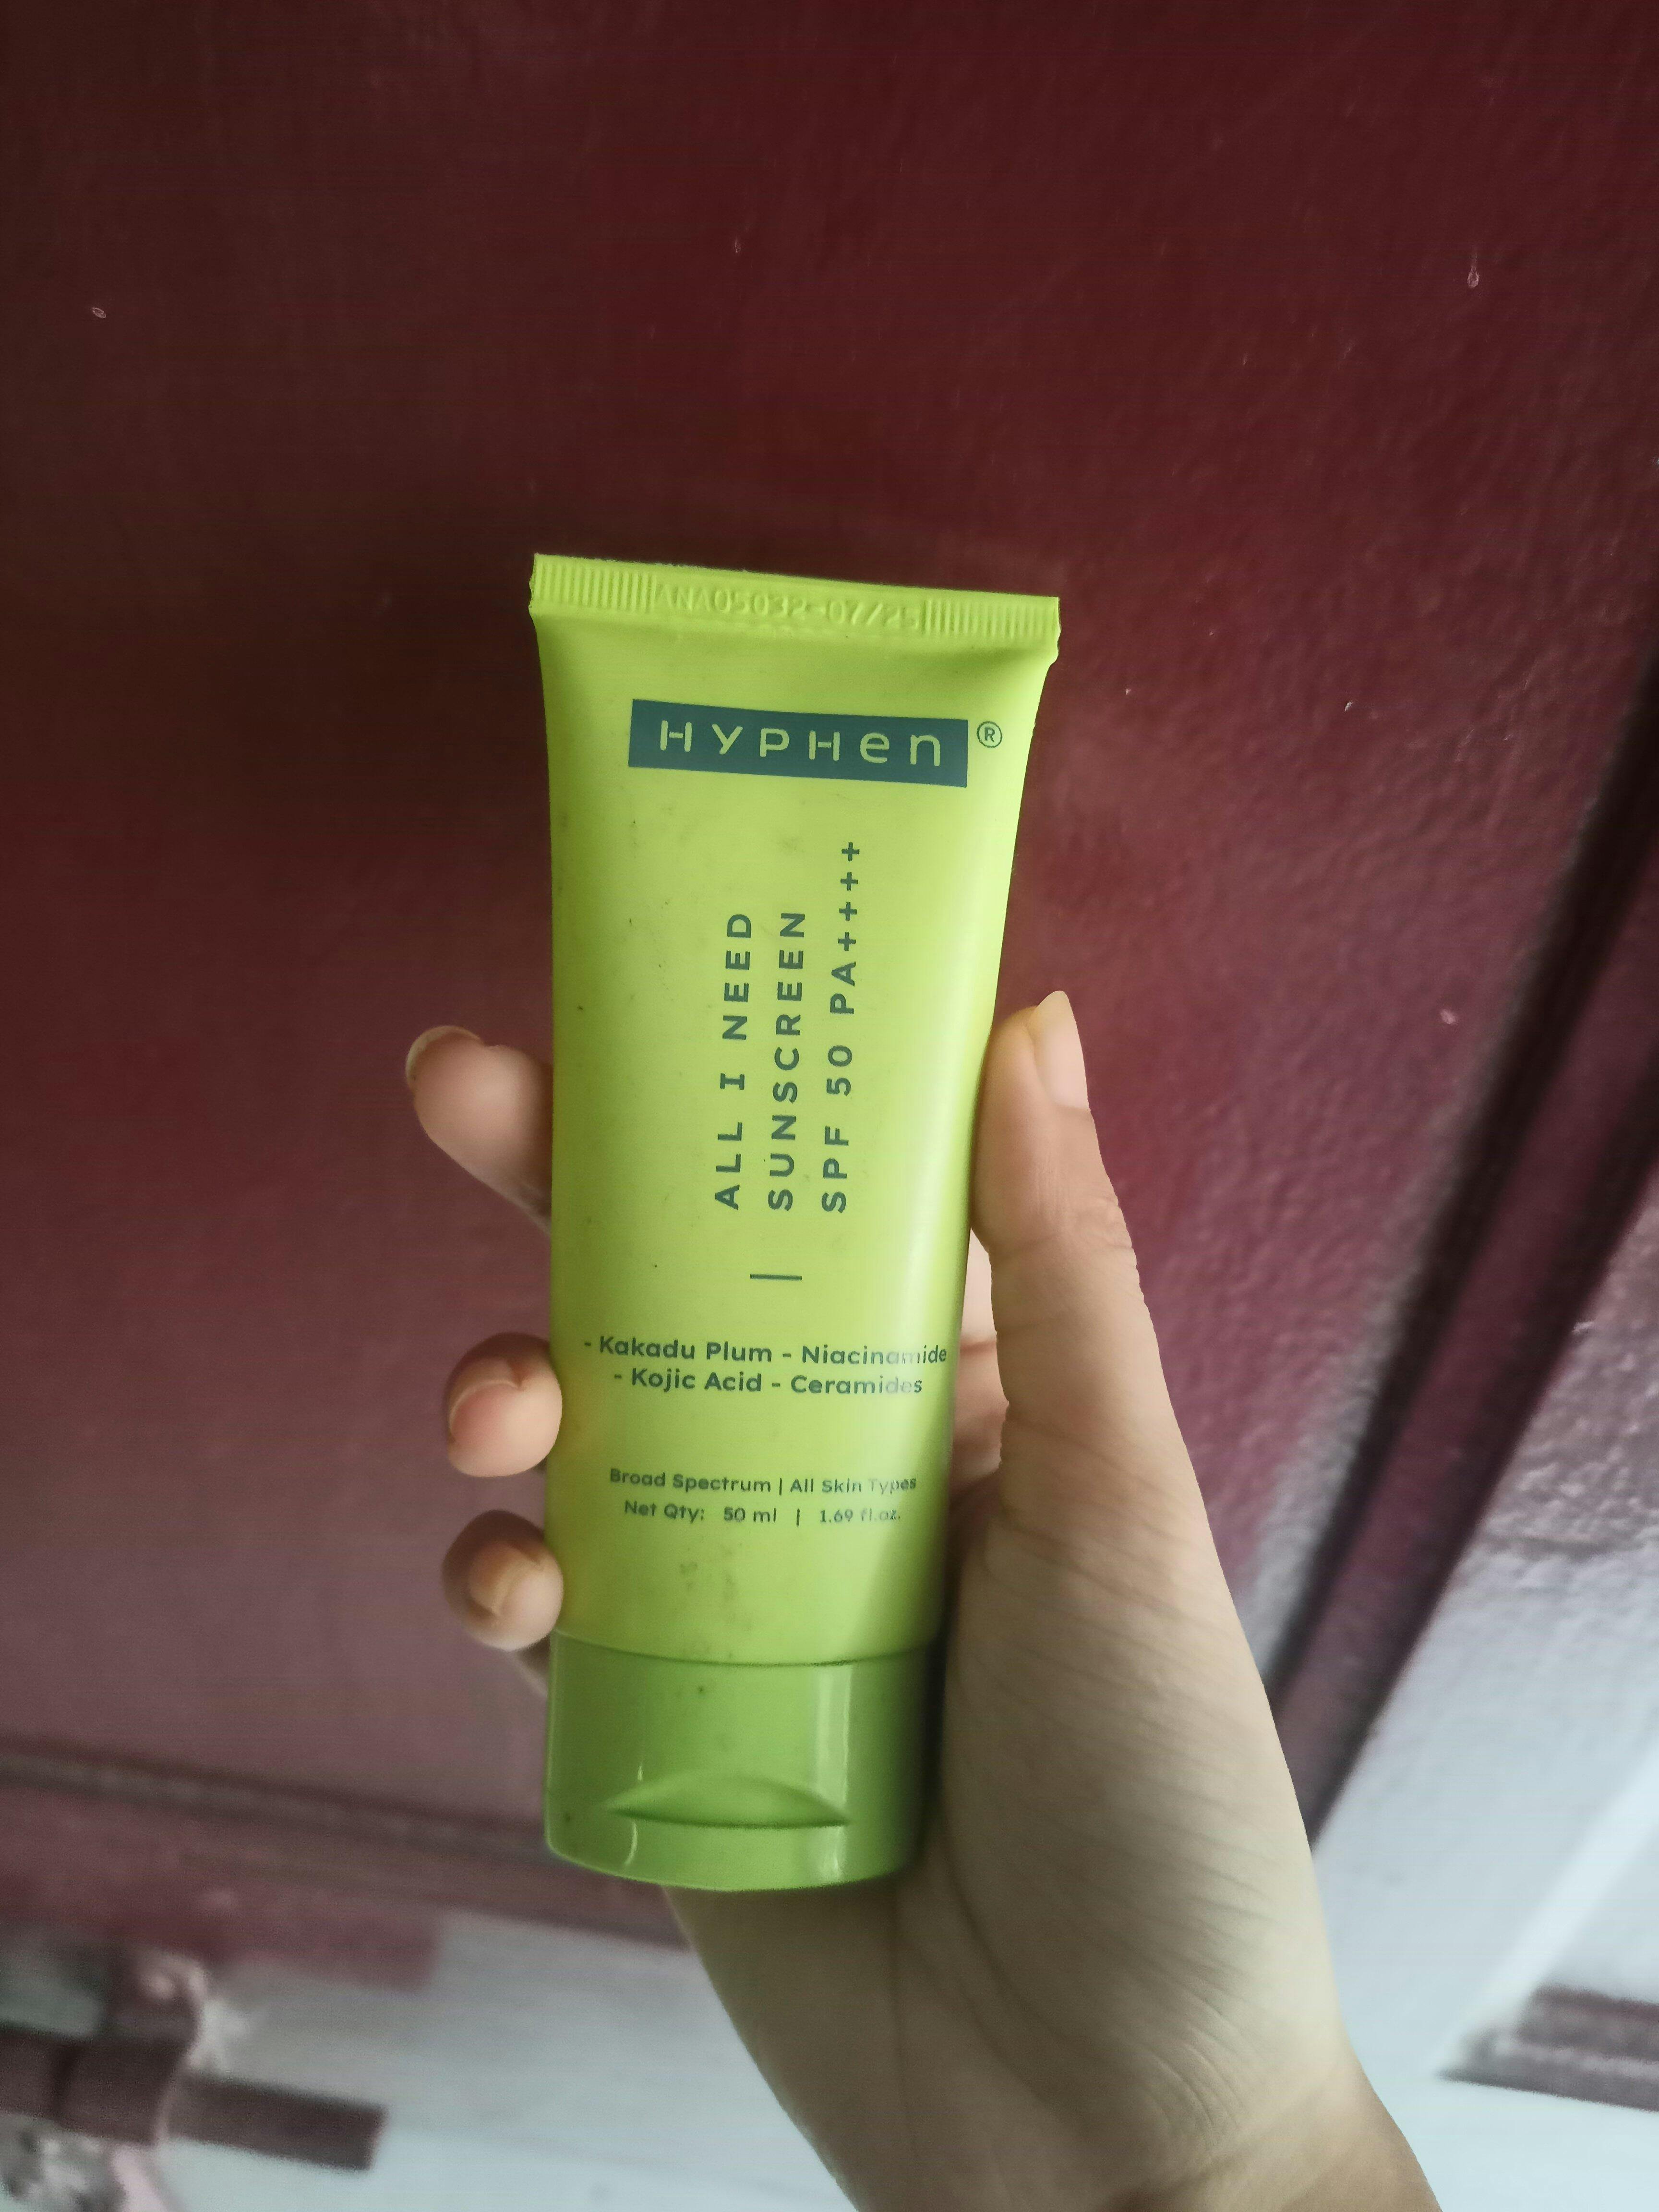 ANA05032-07/25
HYPHEN®
ALL I NEED
SUNSCREEN
SPF 50 PA++++
- Kakadu Plum - Niacinamide
- Kojic Acid - Ceramides
Broad Spectrum | All Skin Types
Net Qty: 50 ml | 1.69 fl.oz.